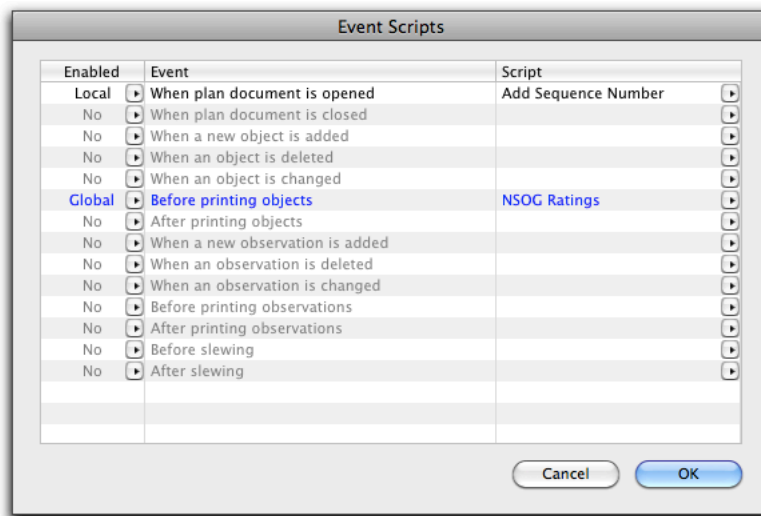 Event Scripts
Enabled Event Script
Local When plan document is opened Add Sequence Number
No When plan document is closed
No When a new object is added
No When an object is deleted
No When an object is changed
Global Before printing objects NSOG Ratings
No After printing objects
No When a new observation is added
No When an observation is deleted
No When an observation is changed
No Before printing observations
No After printing observations
No Before slewing
No After slewing
Cancel OK